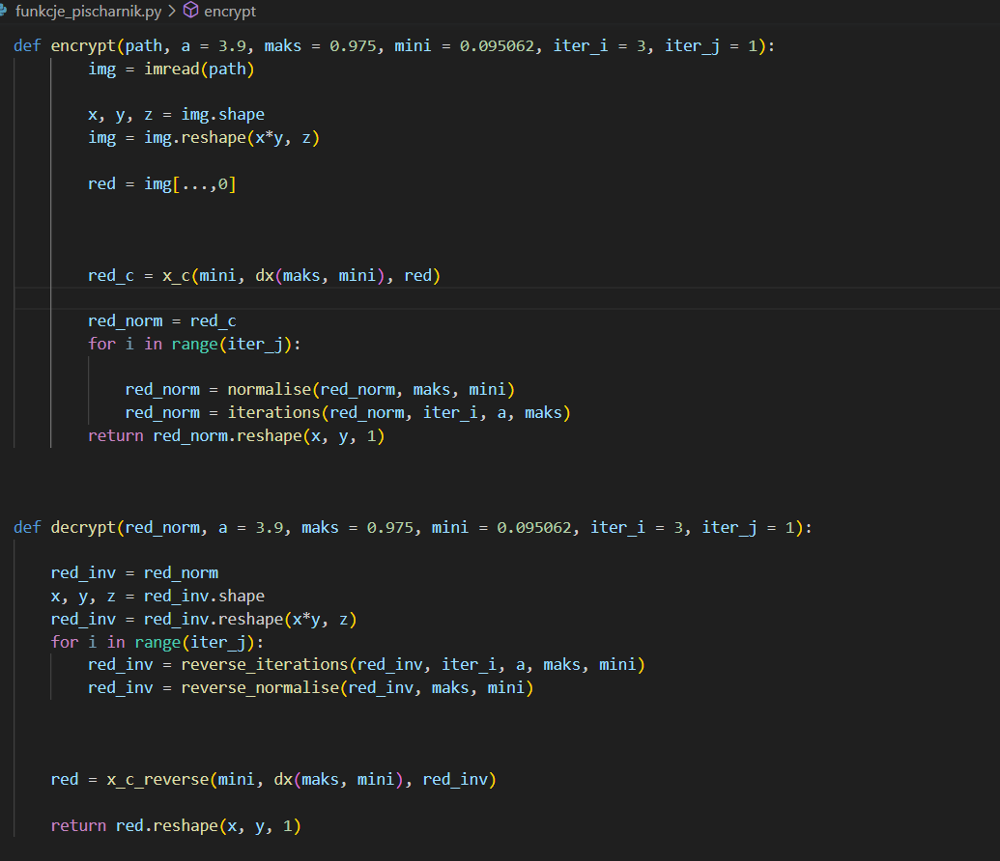 funkcje_pischarnik.py > encrypt
def encrypt(path, a = 3.9, maks = 0.975, mini = 0.095062, iter_i = 3, iter_j = 1):
        img = imread(path)
        x, y, z = img.shape
        img = img.reshape(x*y, z)
        red = img[...,0]
        red_c = x_c(mini, dx(maks, mini), red)
        red_norm = red_c
        for i in range(iter_j):
            red_norm = normalise(red_norm, maks, mini)
            red_norm = iterations(red_norm, iter_i, a, maks)
        return red_norm.reshape(x, y, 1)
def decrypt(red_norm, a = 3.9, maks = 0.975, mini = 0.095062, iter_i = 3, iter_j = 1):
    red_inv = red_norm
    x, y, z = red_inv.shape
    red_inv = red_inv.reshape(x*y, z)
    for i in range(iter_j):
        red_inv = reverse_iterations(red_inv, iter_i, a, maks, mini)
        red_inv = reverse_normalise(red_inv, maks, mini)
    red = x_c_reverse(mini, dx(maks, mini), red_inv)
    return red.reshape(x, y, 1)